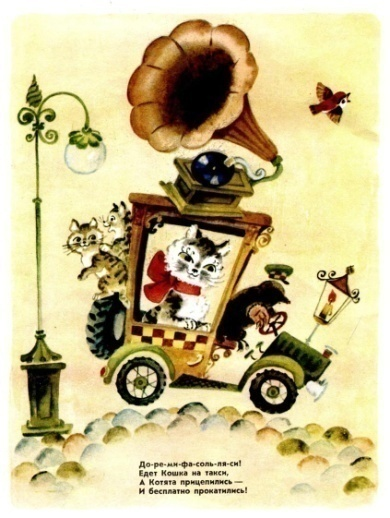 До-ре-ми-фа-соль-ля-си!
Едет Кошка на такси,
А Котята прицепились —
И бесплатно прокатились!